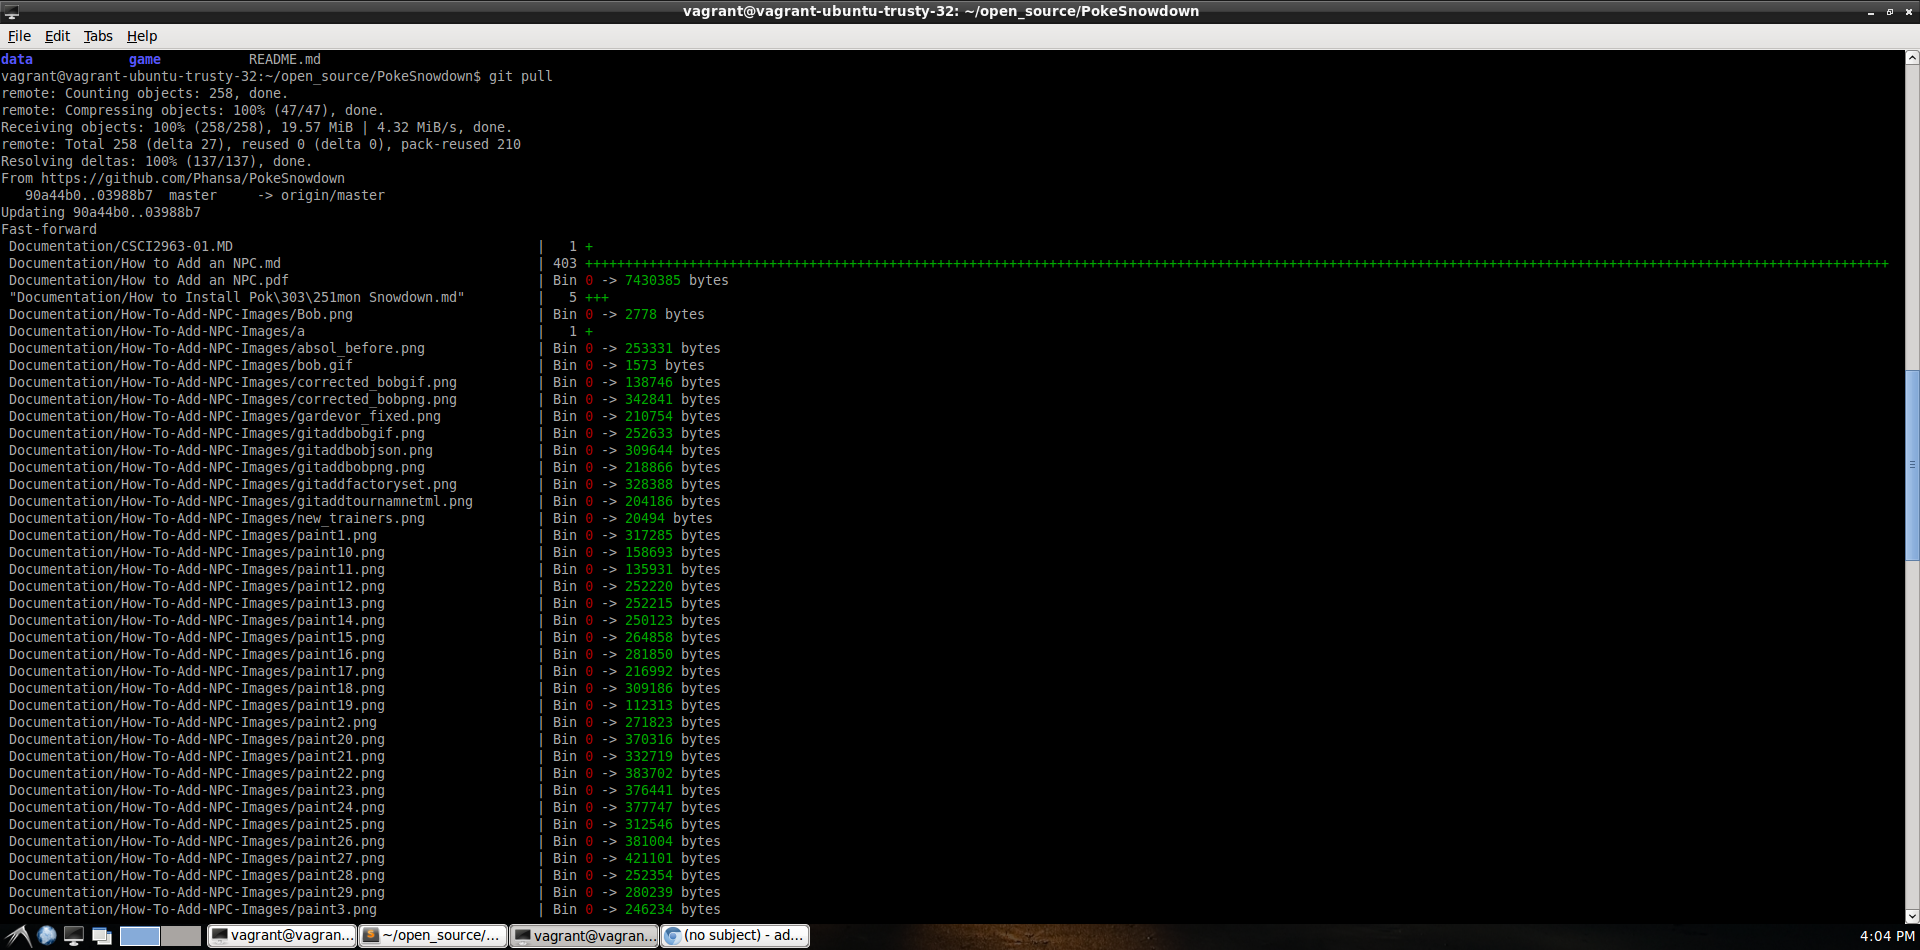 vagrant@vagrant-ubuntu-trusty-32: ~/open_source/PokeSnowdown
File Edit Tabs Help
data game README.md
vagrant@vagrant-ubuntu-trusty-32:~/open_source/PokeSnowdown$ git pull
remote: Counting objects: 258, done.
remote: Compressing objects: 100% (47/47), done.
Receiving objects: 100% (258/258), 19.57 MiB | 4.32 MiB/s, done.
remote: Total 258 (delta 27), reused 0 (delta 0), pack-reused 210
Resolving deltas: 100% (137/137), done.
From https://github.com/Phansa/PokeSnowdown
90a44b0..03988b7 master -> origin/master
Updating 90a44b0..03988b7
Fast-forward
Documentation/CSCI2963-01.MD | 1 +
Documentation/How to Add an NPC.md | 403 +++++++++++++++++++++++++++++++++++++++++++++++++++++++++++++++++++++++++++++++++++++++++++++++++++++++++++++++++++++++++++++++++++++++++++++++++++++++++++++++++++
Documentation/How to Add an NPC.pdf | Bin 0 -> 7430385 bytes
"Documentation/How to Install Pok\303\251mon Snowdown.md" | 5 +++
Documentation/How-To-Add-NPC-Images/Bob.png | Bin 0 -> 2778 bytes
Documentation/How-To-Add-NPC-Images/a | 1 +
Documentation/How-To-Add-NPC-Images/absol_before.png | Bin 0 -> 253331 bytes
Documentation/How-To-Add-NPC-Images/bob.gif | Bin 0 -> 1573 bytes
Documentation/How-To-Add-NPC-Images/corrected_bobgif.png | Bin 0 -> 138746 bytes
Documentation/How-To-Add-NPC-Images/corrected_bobpng.png | Bin 0 -> 342841 bytes
Documentation/How-To-Add-NPC-Images/gardevor_fixed.png | Bin 0 -> 210754 bytes
Documentation/How-To-Add-NPC-Images/gitaddbobgif.png | Bin 0 -> 252633 bytes
Documentation/How-To-Add-NPC-Images/gitaddbobjson.png | Bin 0 -> 309644 bytes
Documentation/How-To-Add-NPC-Images/gitaddbobpng.png | Bin 0 -> 218866 bytes
Documentation/How-To-Add-NPC-Images/gitaddfactoryset.png | Bin 0 -> 328388 bytes
Documentation/How-To-Add-NPC-Images/gitaddtournamnetml.png | Bin 0 -> 204186 bytes
Documentation/How-To-Add-NPC-Images/new_trainers.png | Bin 0 -> 20494 bytes
Documentation/How-To-Add-NPC-Images/paint1.png | Bin 0 -> 317285 bytes
Documentation/How-To-Add-NPC-Images/paint10.png | Bin 0 -> 158693 bytes
Documentation/How-To-Add-NPC-Images/paint11.png | Bin 0 -> 135931 bytes
Documentation/How-To-Add-NPC-Images/paint12.png | Bin 0 -> 252220 bytes
Documentation/How-To-Add-NPC-Images/paint13.png | Bin 0 -> 252215 bytes
Documentation/How-To-Add-NPC-Images/paint14.png | Bin 0 -> 250123 bytes
Documentation/How-To-Add-NPC-Images/paint15.png | Bin 0 -> 264858 bytes
Documentation/How-To-Add-NPC-Images/paint16.png | Bin 0 -> 281850 bytes
Documentation/How-To-Add-NPC-Images/paint17.png | Bin 0 -> 216992 bytes
Documentation/How-To-Add-NPC-Images/paint18.png | Bin 0 -> 309186 bytes
Documentation/How-To-Add-NPC-Images/paint19.png | Bin 0 -> 112313 bytes
Documentation/How-To-Add-NPC-Images/paint2.png | Bin 0 -> 271823 bytes
Documentation/How-To-Add-NPC-Images/paint20.png | Bin 0 -> 370316 bytes
Documentation/How-To-Add-NPC-Images/paint21.png | Bin 0 -> 332719 bytes
Documentation/How-To-Add-NPC-Images/paint22.png | Bin 0 -> 383702 bytes
Documentation/How-To-Add-NPC-Images/paint23.png | Bin 0 -> 376441 bytes
Documentation/How-To-Add-NPC-Images/paint24.png | Bin 0 -> 377747 bytes
Documentation/How-To-Add-NPC-Images/paint25.png | Bin 0 -> 312546 bytes
Documentation/How-To-Add-NPC-Images/paint26.png | Bin 0 -> 381004 bytes
Documentation/How-To-Add-NPC-Images/paint27.png | Bin 0 -> 421101 bytes
Documentation/How-To-Add-NPC-Images/paint28.png | Bin 0 -> 252354 bytes
Documentation/How-To-Add-NPC-Images/paint29.png | Bin 0 -> 280239 bytes
Documentation/How-To-Add-NPC-Images/paint3.png | Bin 0 -> 246234 bytes
vagrant@vagran... ~/open_source/... vagrant@vagran... (no subject) - ad... 4:04 PM